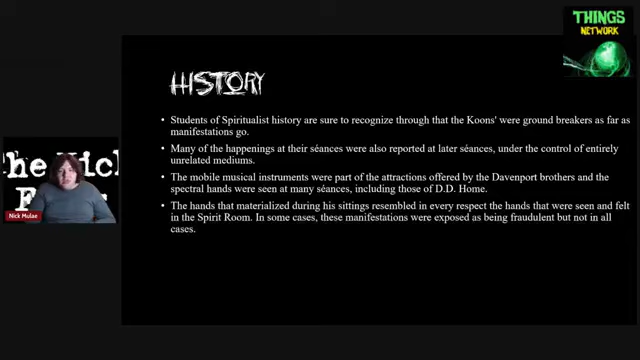 THINGS
NETWORK
HISTORY
• Students of Spiritualist history are sure to recognize through that the Koons' were ground breakers as far as
manifestations go.
• Many of the happenings at their séances were also reported at later séances, under the control of entirely
unrelated mediums.
• The mobile musical instruments were part of the attractions offered by the Davenport brothers and the
spectral hands were seen at many séances, including those of D.D. Home.
• The hands that materialized during his sittings resembled in every respect the hands that were seen and felt
in the Spirit Room. In some cases, these manifestations were exposed as being fraudulent but not in all
cases.
Nick Mulae